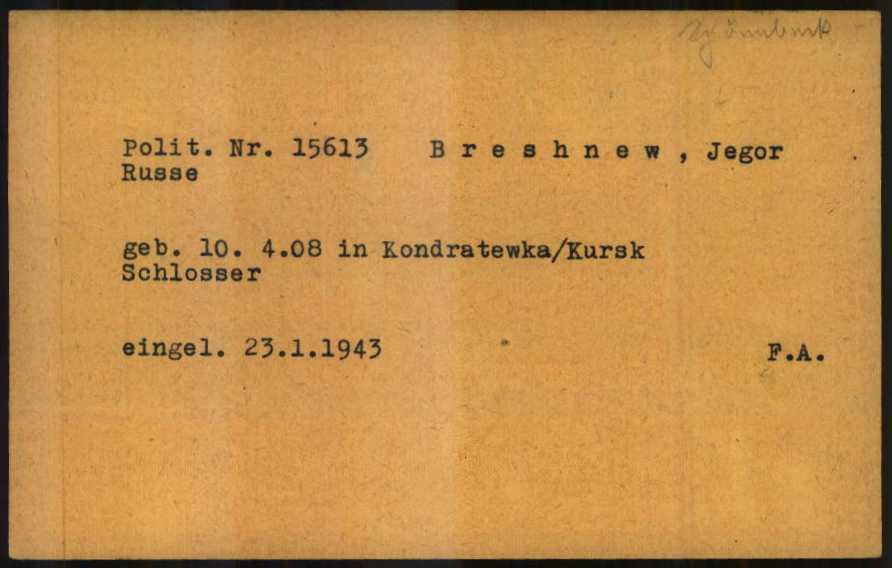 Polit. Nr. 15613 B r e s h n e w , Jegor
Russe
geb. 10. 4.08 in Kondratewka/Kursk
Schlosser
eingel. 23.1.1943 F.A.